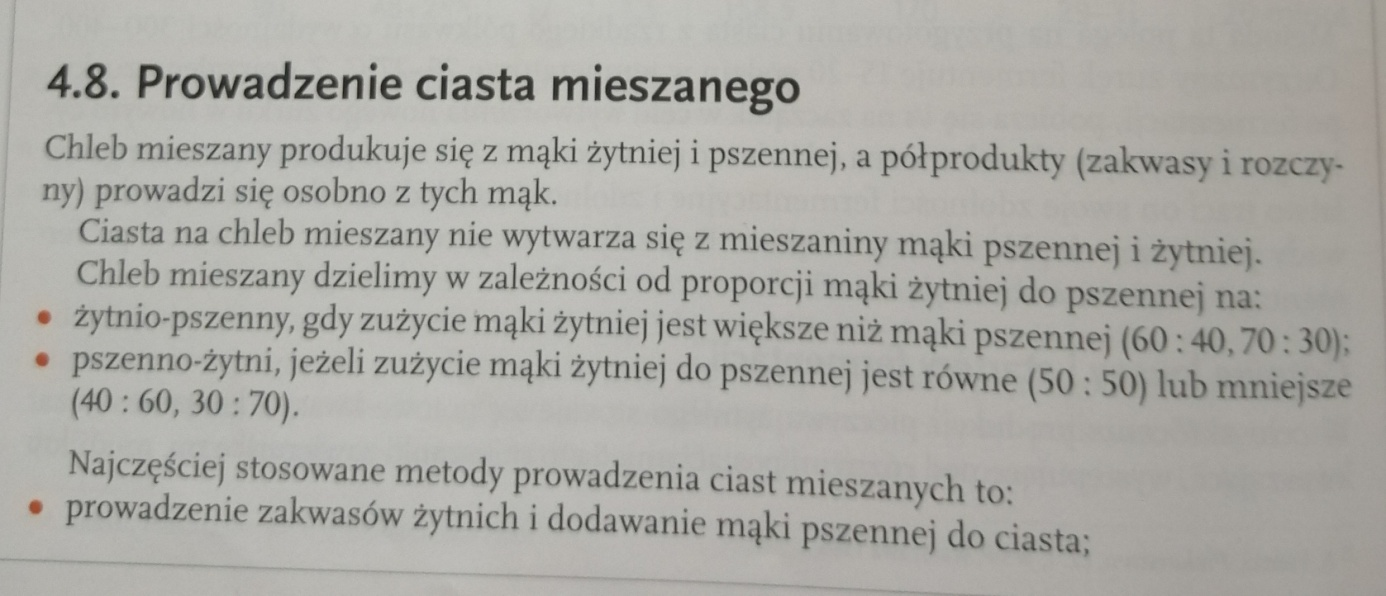 4.8. Prowadzenie ciasta mieszanego
Chleb mieszany produkuje się z mąki żytniej i pszennej, a półprodukty (zakwasy i rozczy-
ny) prowadzi się osobno z tych mąk.
Ciasta na chleb mieszany nie wytwarza się z mieszaniny mąki pszennej i żytniej.
Chleb mieszany dzielimy w zależności od proporcji mąki żytniej do pszennej na:
• żytnio-pszenny, gdy zużycie mąki żytniej jest większe niż mąki pszennej (60 : 40, 70 : 30);
• pszenno-żytni, jeżeli zużycie mąki żytniej do pszennej jest równe (50 : 50) lub mniejsze
(40 : 60, 30 : 70).
Najczęściej stosowane metody prowadzenia ciast mieszanych to:
• prowadzenie zakwasów żytnich i dodawanie mąki pszennej do ciasta;